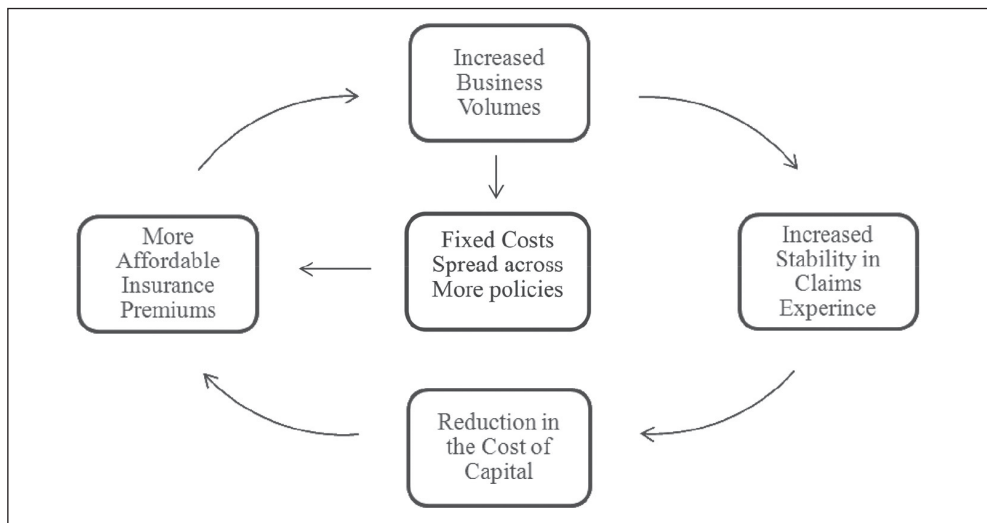 Increased
Business
Volumes
More
Affordable
Insurance
Premiums
Fixed Costs
Spread across
More policies
Increased
Stability in
Claims
Experince
Reduction in
the Cost of
Capital